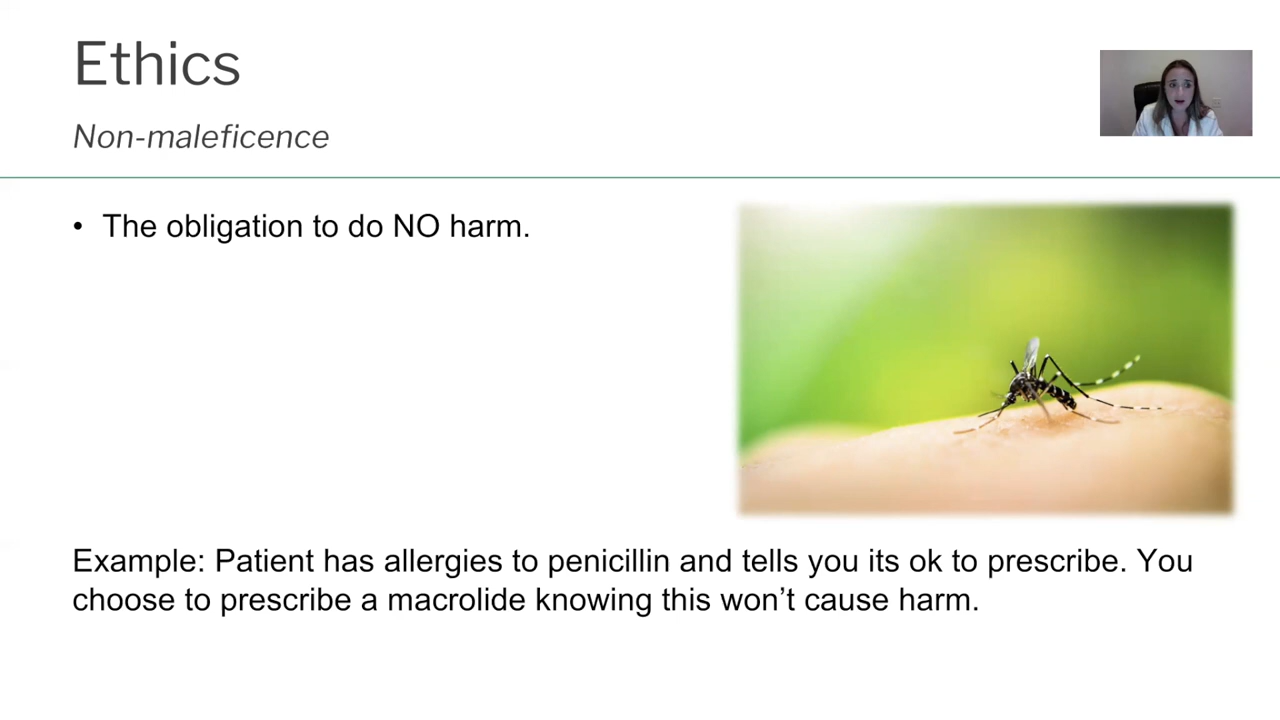 Ethics
Non-maleficence
• The obligation to do NO harm.
Example: Patient has allergies to penicillin and tells you its ok to prescribe. You
choose to prescribe a macrolide knowing this won’t cause harm.